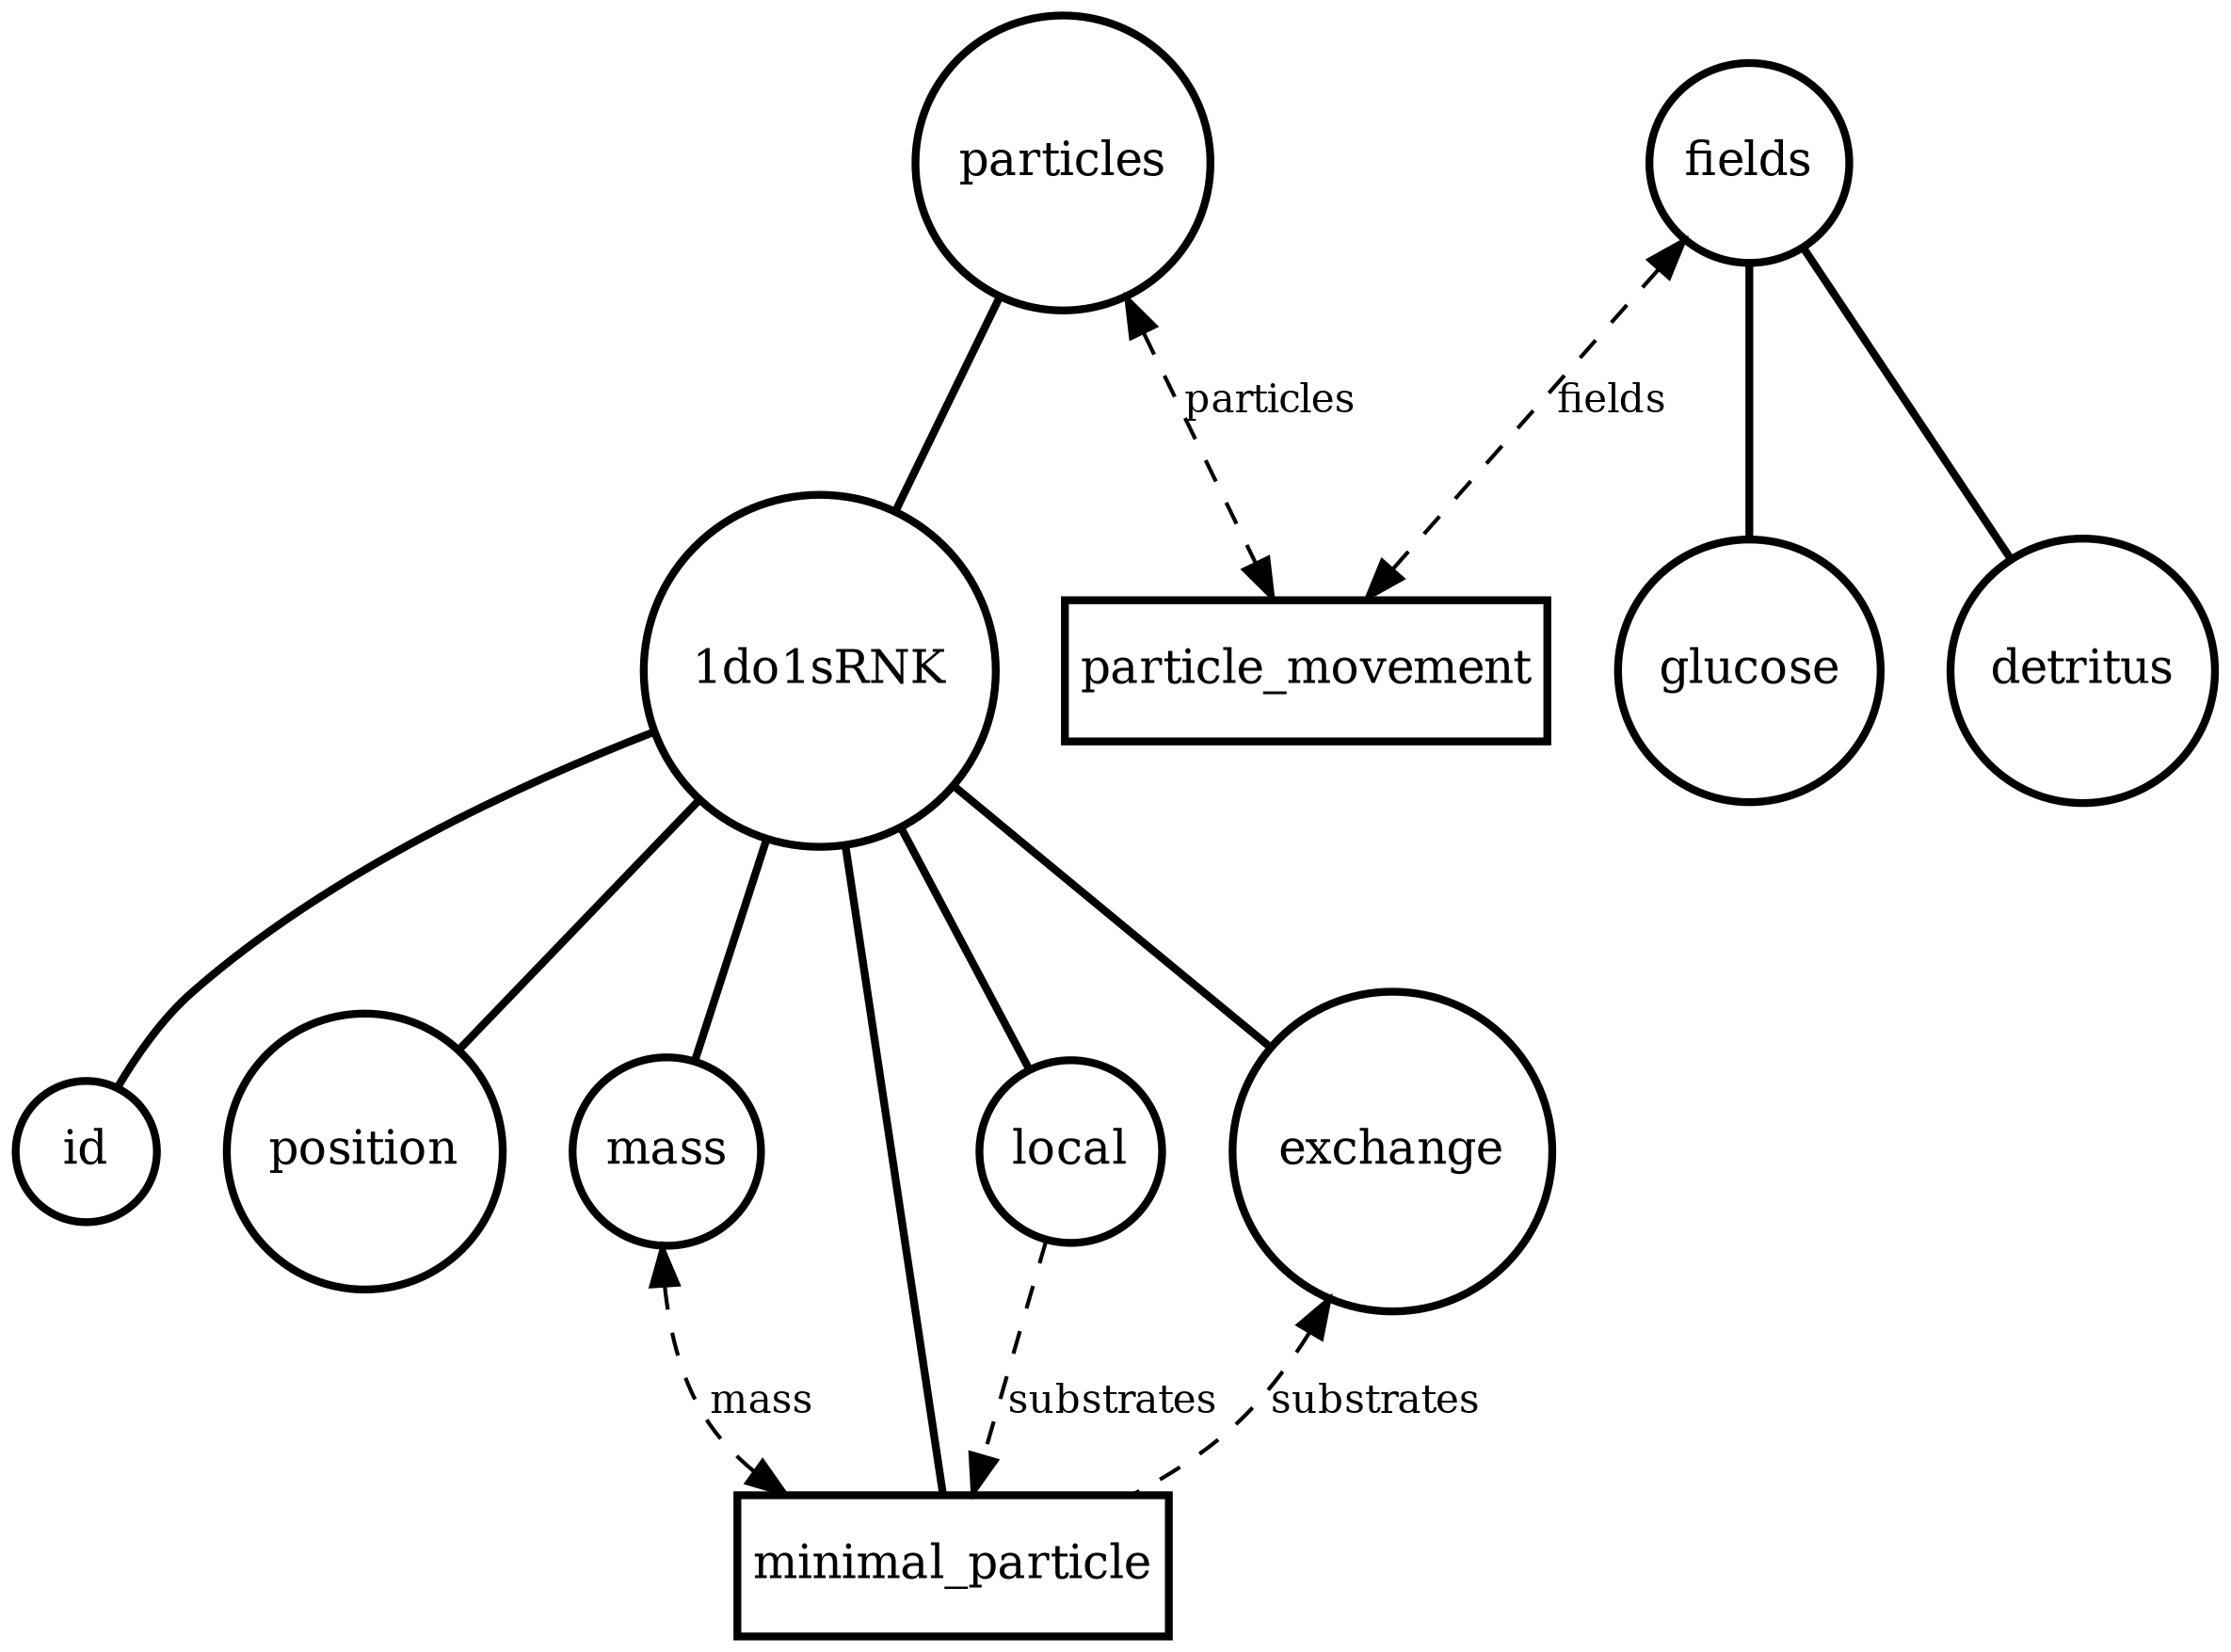 particles
fields
particles
fields
1do1sRNK
particle_movement
glucose
detritus
id
position
mass
local
exchange
mass
substrates
substrates
minimal_particle